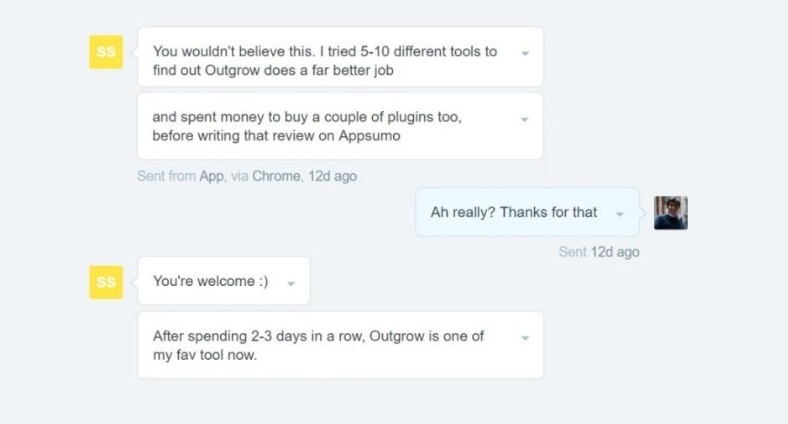 SS
You wouldn't believe this. I tried 5-10 different tools to
find out Outgrow does a far better job
and spent money to buy a couple of plugins too,
before writing that review on Appsumo
Sent from App, via Chrome, 12d ago
Ah really? Thanks for that
Sent 12d ago
SS
You're welcome :)
After spending 2-3 days in a row, Outgrow is one of
my fav tool now.